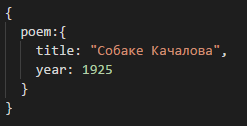 {
poem:{
title: "Собаке Качалова",
year: 1925
}
}